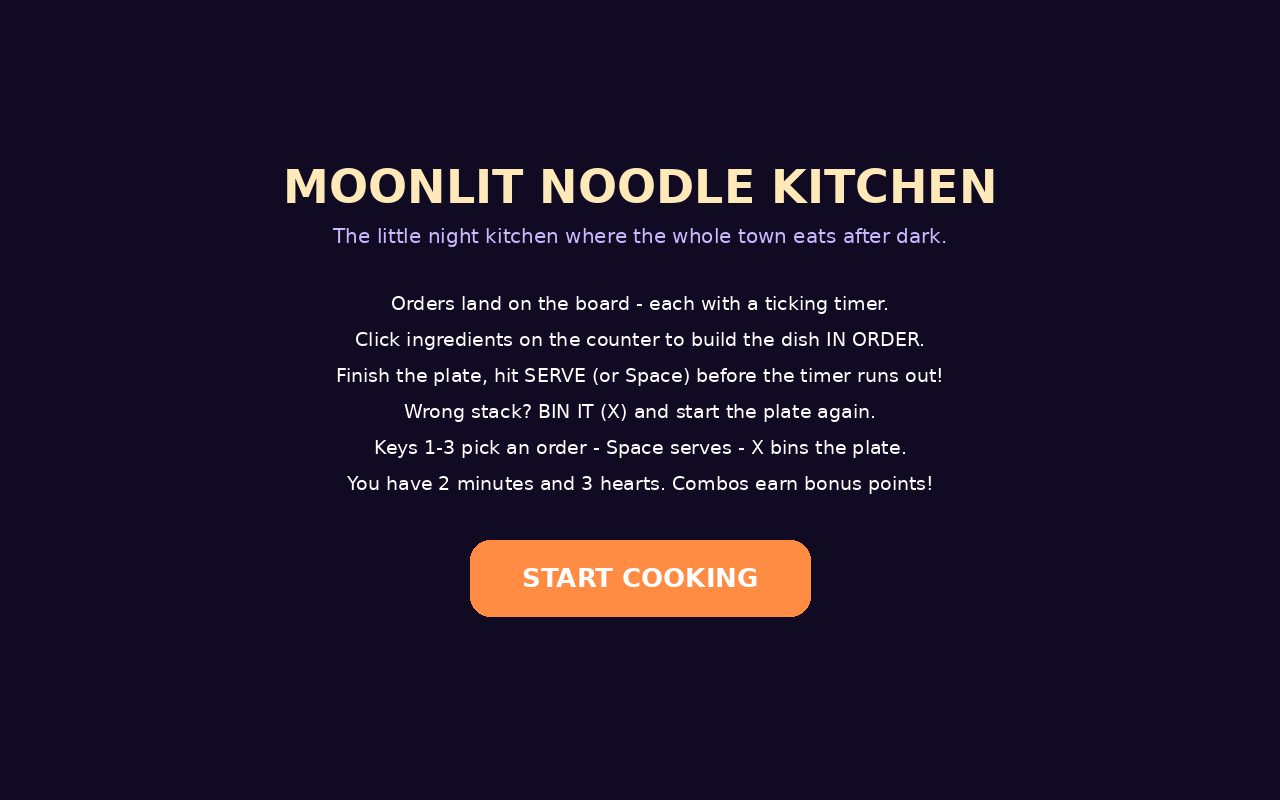 MOONLIT NOODLE KITCHEN
The little night kitchen where the whole town eats after dark.
Orders land on the board - each with a ticking timer.
Click ingredients on the counter to build the dish IN ORDER.
Finish the plate, hit SERVE (or Space) before the timer runs out!
Wrong stack? BIN IT (X) and start the plate again.
Keys 1-3 pick an order - Space serves - X bins the plate.
You have 2 minutes and 3 hearts. Combos earn bonus points!
START COOKING